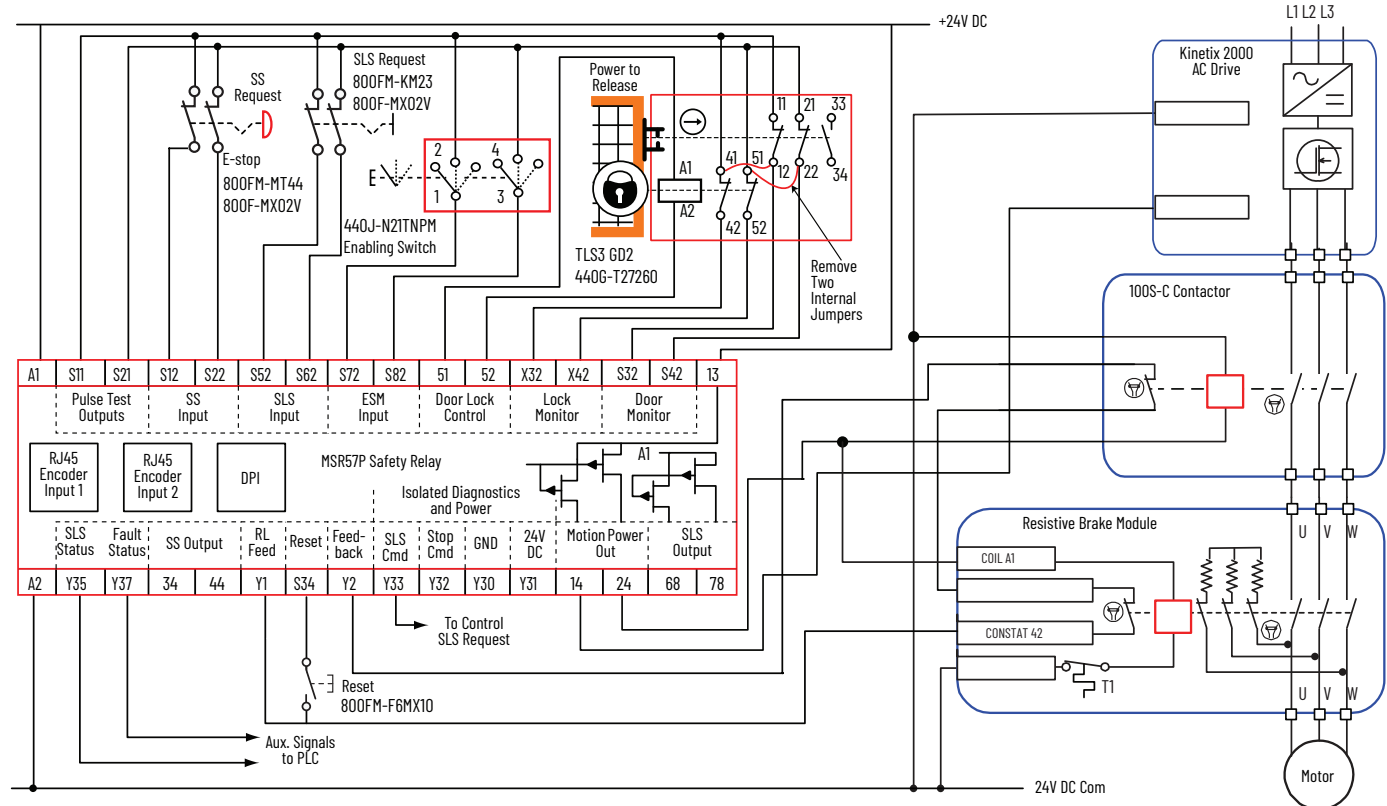 +24V DC
L1 L2 L3
Kinetix 2000
AC Drive
SS
Request
SLS Request
800FM-KM23
800F-MX02V
Power to
Release
11
21
33
41
51
12
22
34
A1
A2
42
52
E-stop
800FM-MT44
800F-MX02V
2
4
1
3
E
440J-N21TNPM
Enabling Switch
TLS3 GD2
440G-T27260
Remove
Two
Internal
Jumpers
100S-C Contactor
A1
S11
S21
S12
S22
S52
S62
S72
S82
51
52
X32
X42
S32
S42
13
Pulse Test
Outputs
SS
Input
SLS
Input
ESM
Input
Door Lock
Control
Lock
Monitor
Door
Monitor
RJ45
Encoder
Input 1
RJ45
Encoder
Input 2
DPI
MSR57P Safety Relay
Isolated Diagnostics
and Power
A1
SLS
Status
Fault
Status
SS Output
RL
Feed
Reset
Feed-
back
SLS
Cmd
Stop
Cmd
GND
24V
DC
Motion Power
Out
SLS
Output
A2
Y35
Y37
34
44
Y1
S34
Y2
Y33
Y32
Y30
Y31
14
24
68
78
Resistive Brake Module
U
V
W
COIL A1
CONSTAT 42
T1
U
V
W
To Control
SLS Request
Reset
800FM-F6MX10
Aux. Signals
to PLC
24V DC Com
Motor